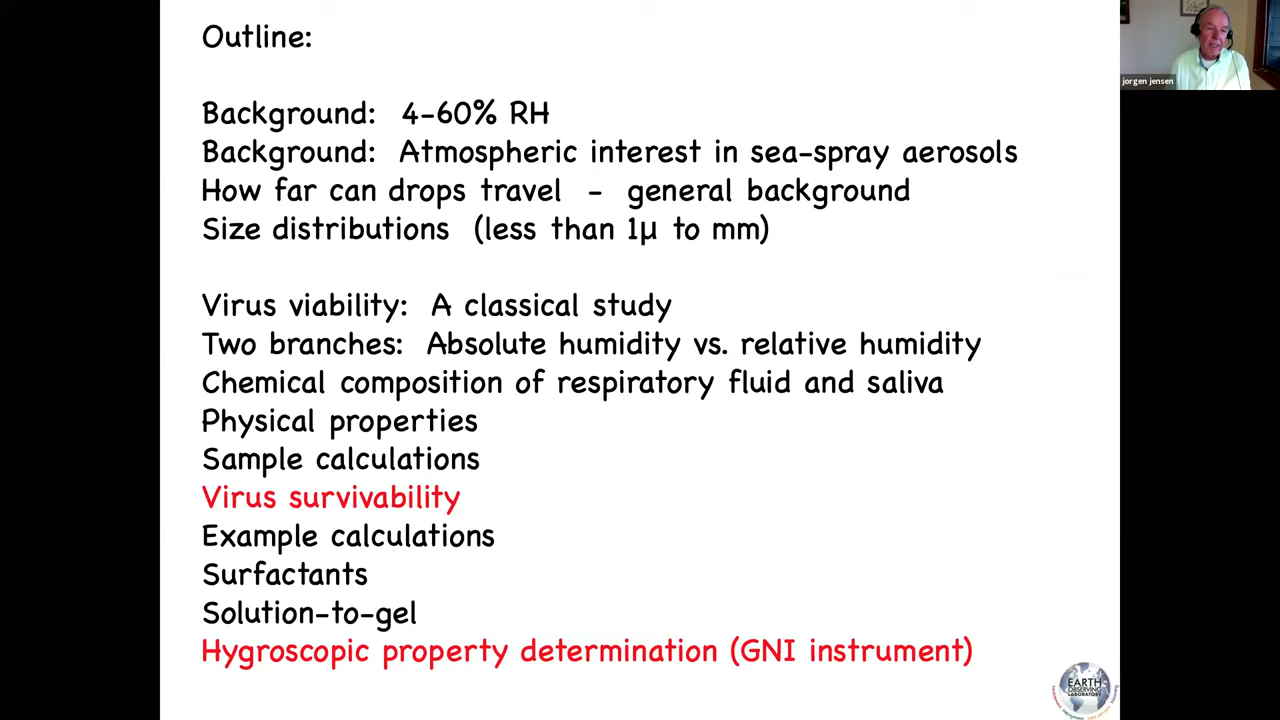 Outline:
Background: 4-60% RH
Background: Atmospheric interest in sea-spray aerosols
How far can drops travel - general background
Size distributions (less than 1µ to mm)
Virus viability: A classical study
Two branches: Absolute humidity vs. relative humidity
Chemical composition of respiratory fluid and saliva
Physical properties
Sample calculations
Virus survivability
Example calculations
Surfactants
Solution-to-gel
Hygroscopic property determination (GNI instrument)
jorgen jensen
EARTH
OBSERVING
LABORATORY